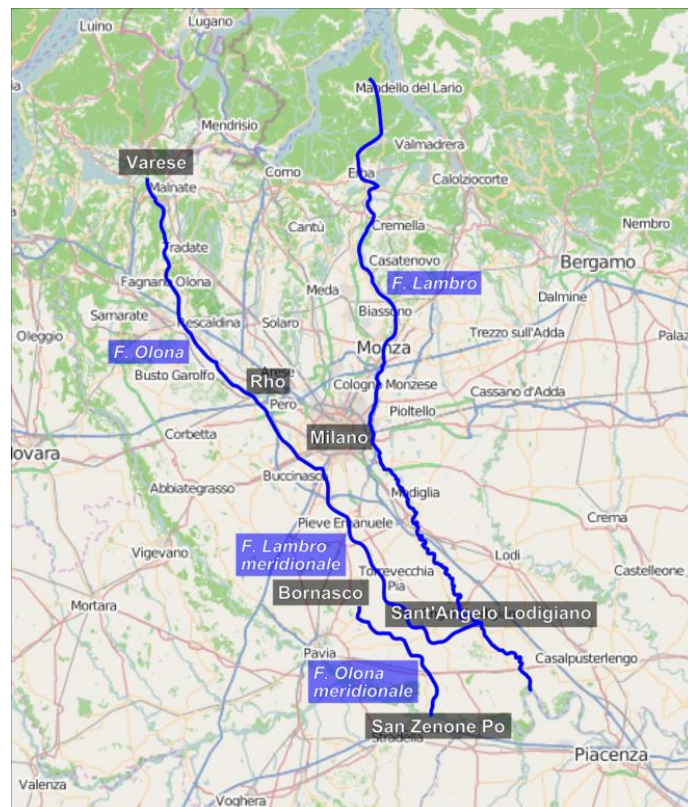 Luino
Lugano
Mandello del Lario
Mendrisio
Valmadrera
Varese
Malnate
Como
Erba
Calolziocorte
Cantù
Cremella
Nembro
Tradate
Casatenovo
Bergamo
Fagnano Olona
Meda
F. Lambro
Dalmine
Samarate
Biassono
Rescaldina
Solaro
Trezzo sull'Adda
Oleggio
F. Olona
Monza
Busto Garolfo
Arese
Rho
Cologno Monzese
Cassano d'Adda
Pero
Pioltello
Corbetta
Milano
Buccinasco
Abbiategrasso
Mediglia
Pieve Emanuele
Crema
Vigevano
F. Lambro
meridionale
Lodi
Torrevecchia
Pia
Castelleone
Bornasco
Mortara
Sant'Angelo Lodigiano
Pavia
Casalpusterlengo
F. Olona
meridionale
San Zenone Po
Stradella
Piacenza
Valenza
Voghera